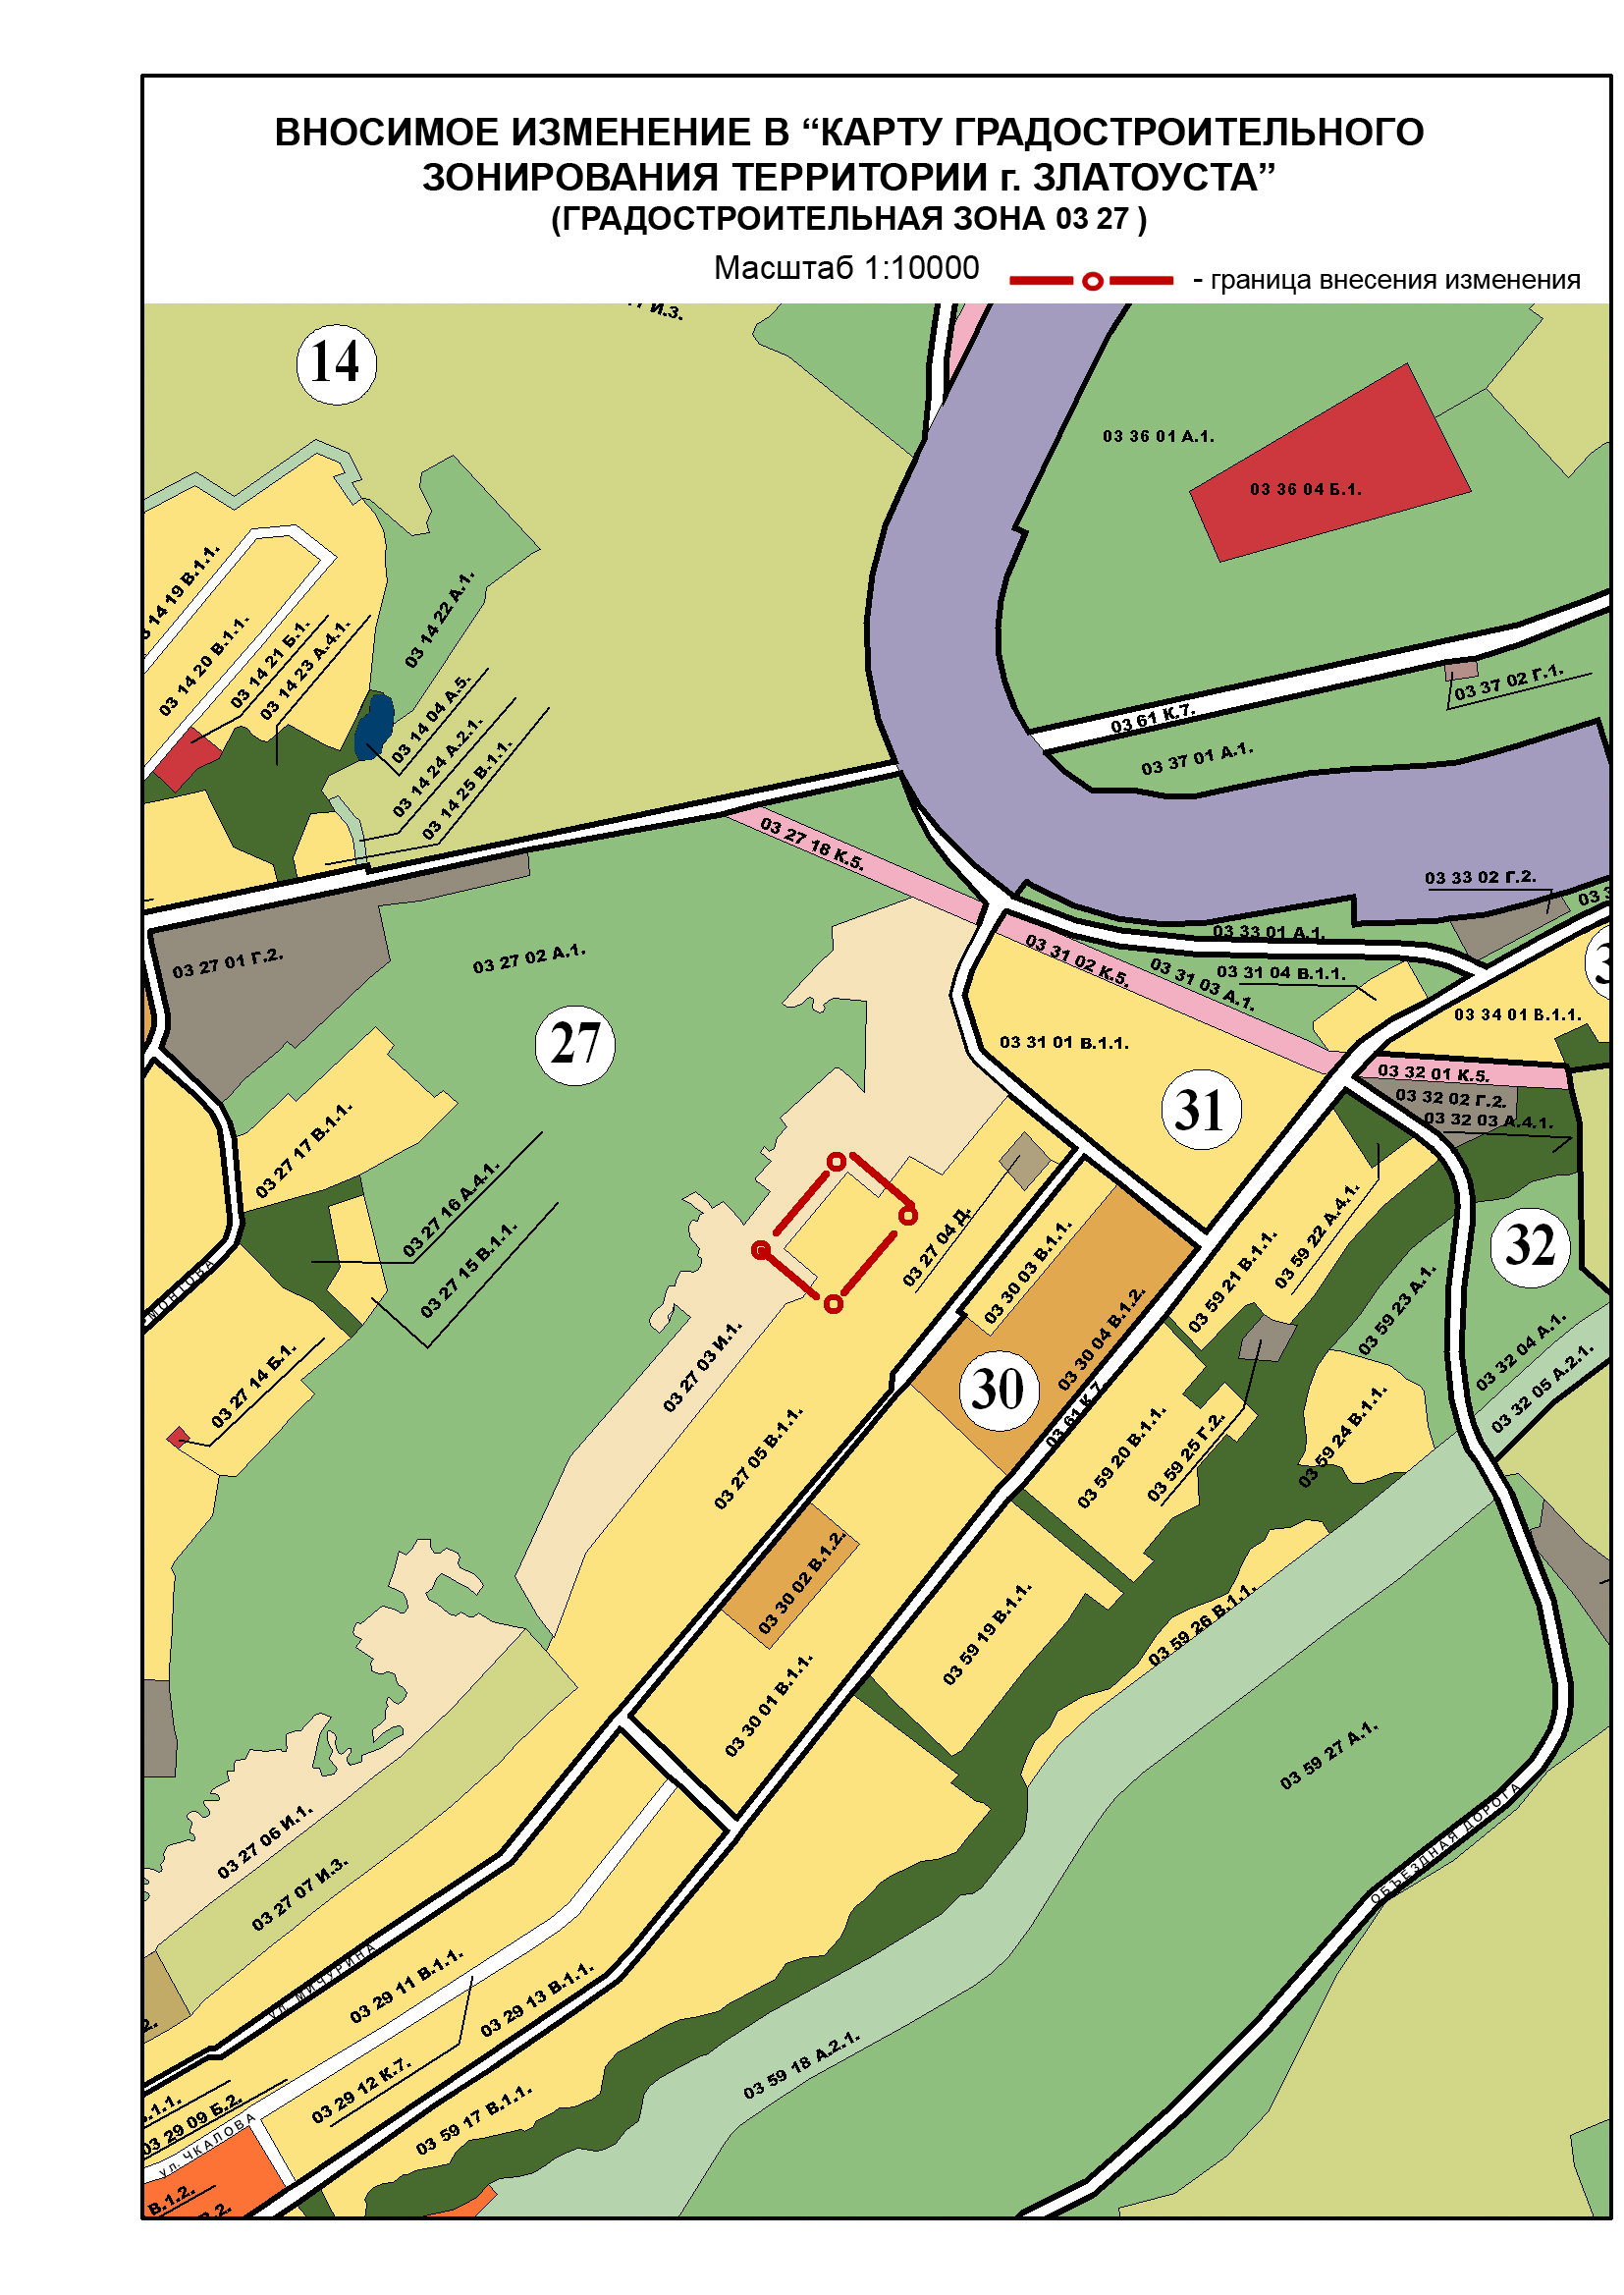 ВНОСИМОЕ ИЗМЕНЕНИЕ В “КАРТУ ГРАДОСТРОИТЕЛЬНОГО
ЗОНИРОВАНИЯ ТЕРРИТОРИИ г. ЗЛАТОУСТА”
(ГРАДОСТРОИТЕЛЬНАЯ ЗОНА 03 27 )
Масштаб 1:10000
- граница внесения изменения
И.3.
14
03 36 01 А.1.
03 36 04 Б.1.
14 19 В.1.1.
03 14 20 В.1.1.
03 14 21 Б.1.
03 14 23 А.4.1.
03 14 22 А.1.
03 14 04 А.5.
03 14 24 А.2.1.
03 14 25 В.1.1.
03 37 02 Г.1.
03 61 К.7.
03 37 01 А.1.
03 27 18 К.5.
03 33 02 Г.2.
03 33 01 А.1.
03 27 01 Г.2.
03 27 02 А.1.
03 31 02 К.5.
03 31 03 А.1.
03 31 04 В.1.1.
03 34 01 В.1.1.
27
03 31 01 В.1.1.
31
03 32 01 К.5.
03 32 02 Г.2.
03 32 03 А.4.1.
03 27 17 В.1.1.
03 27 16 А.4.1.
03 27 15 В.1.1.
03 27 04 Д.
03 30 03 В.1.1.
03 59 21 В.1.1.
03 59 22 А.4.1.
32
03 59 23 А.1.
03 27 03 И.1.
03 30 04 В.1.2.
03 32 04 А.1.
03 32 05 А.2.1.
03 27 14 Б.1.
30
03 61 К.7.
03 27 05 В.1.1.
03 59 20 В.1.1.
03 59 25 Г.2.
03 59 24 В.1.1.
03 30 02 В.1.2.
03 59 19 В.1.1.
03 59 26 В.1.1.
03 30 01 В.1.1.
03 59 27 А.1.
03 27 06 И.1.
03 27 07 И.3.
ОБЪЕЗДНАЯ ДОРОГА
ул. МИЧУРИНА
03 29 11 В.1.1.
03 29 13 В.1.1.
03 29 12 К.7.
03 59 18 А.2.1.
03 59 17 В.1.1.
03 29 09 Б.2.
ул. ЧКАЛОВА
В.1.2.